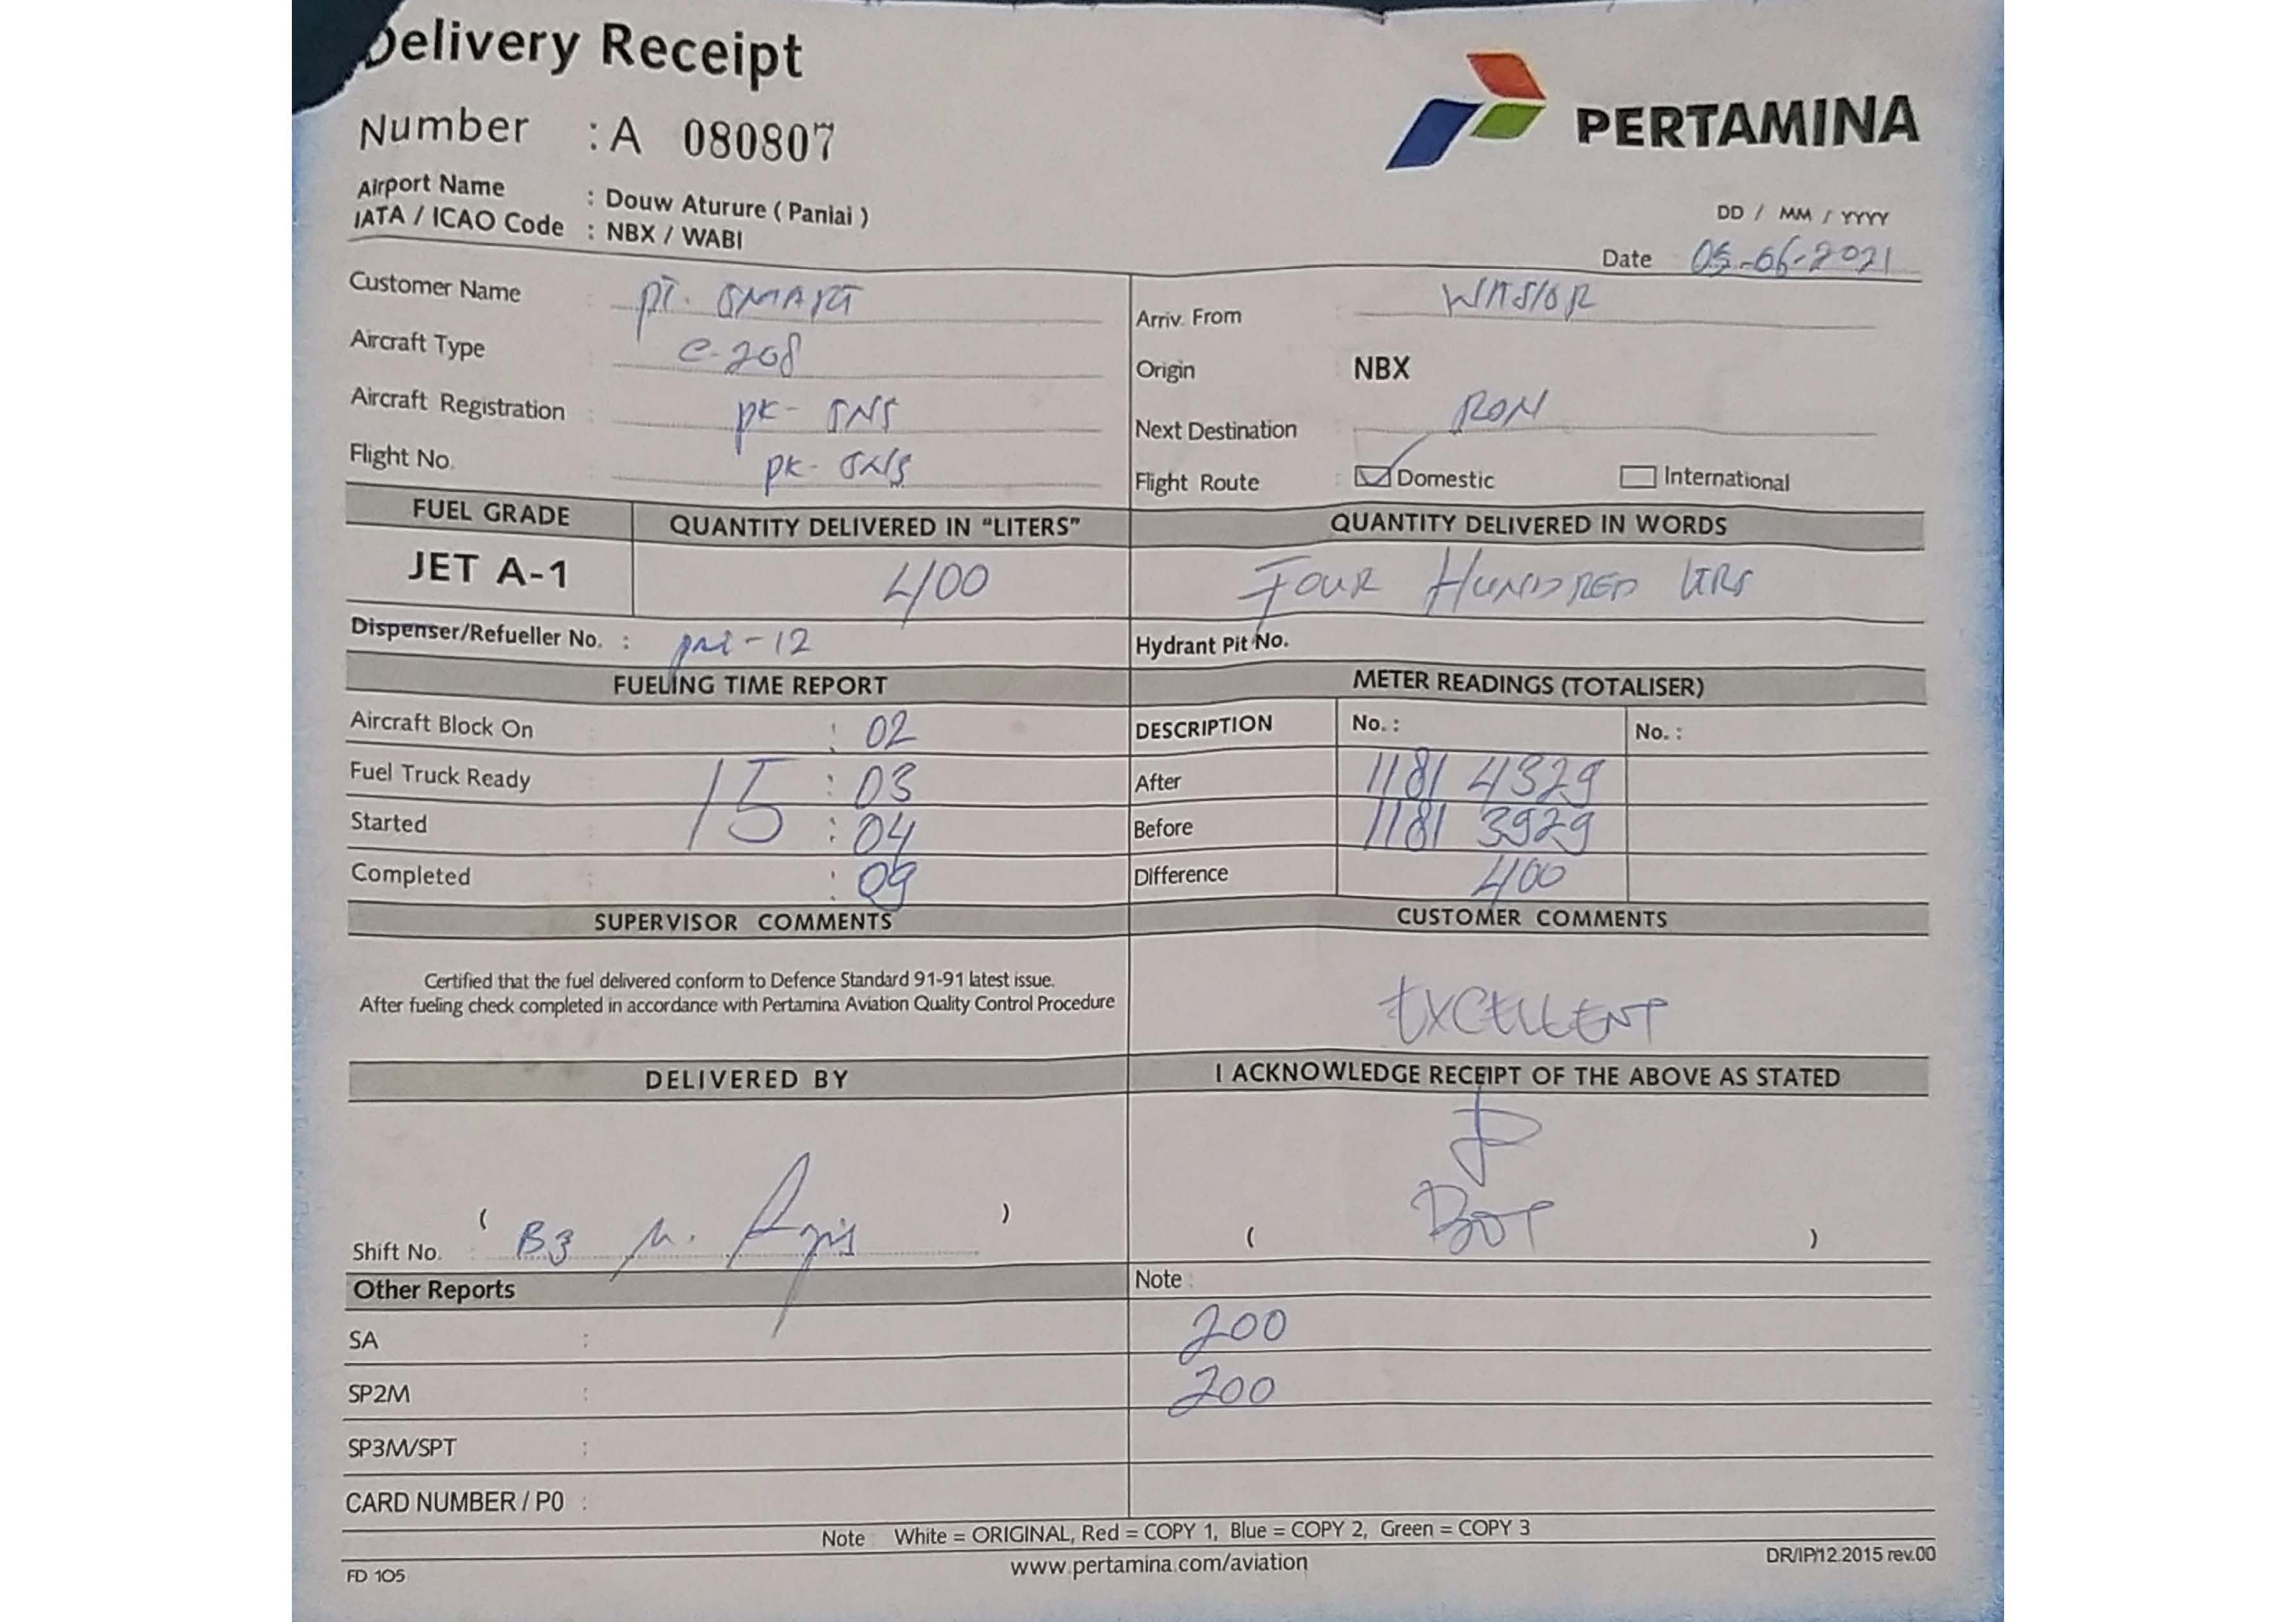 Delivery Receipt
PERTAMINA
Number : A 080807
Airport Name : Douw Aturure ( Paniai )
IATA / ICAO Code : NBX / WABI
DD / MM / YYYY
Date 05-06-2021
Customer Name : PT. SMART
Arriv. From : WASIOR
Aircraft Type : C-208
Origin : NBX
Aircraft Registration : PK- SNS
Next Destination : RON
Flight No. : PK- SNS
Flight Route : Domestic International
FUEL GRADE QUANTITY DELIVERED IN "LITERS" QUANTITY DELIVERED IN WORDS
JET A-1 400 FOUR HUNDRED LTRS
Dispenser/Refueller No. : -12
Hydrant Pit No.
FUELING TIME REPORT METER READINGS (TOTALISER)
Aircraft Block On : 02
DESCRIPTION No. : No. :
Fuel Truck Ready 15 : 03
After 1181 4329
Started : 04
Before 1181 3929
Completed : 09
Difference 400
SUPERVISOR COMMENTS CUSTOMER COMMENTS
Certified that the fuel delivered conform to Defence Standard 91-91 latest issue.
After fueling check completed in accordance with Pertamina Aviation Quality Control Procedure
EXCELLENT
DELIVERED BY I ACKNOWLEDGE RECEIPT OF THE ABOVE AS STATED
( )
Shift No. : B3 M.
( )
Other Reports
Note :
SA :
200
SP2M :
200
SP3M/SPT :
CARD NUMBER / P0 :
Note : White = ORIGINAL, Red = COPY 1, Blue = COPY 2, Green = COPY 3
FD 105
www.pertamina.com/aviation
DR/IP/12.2015 rev.00